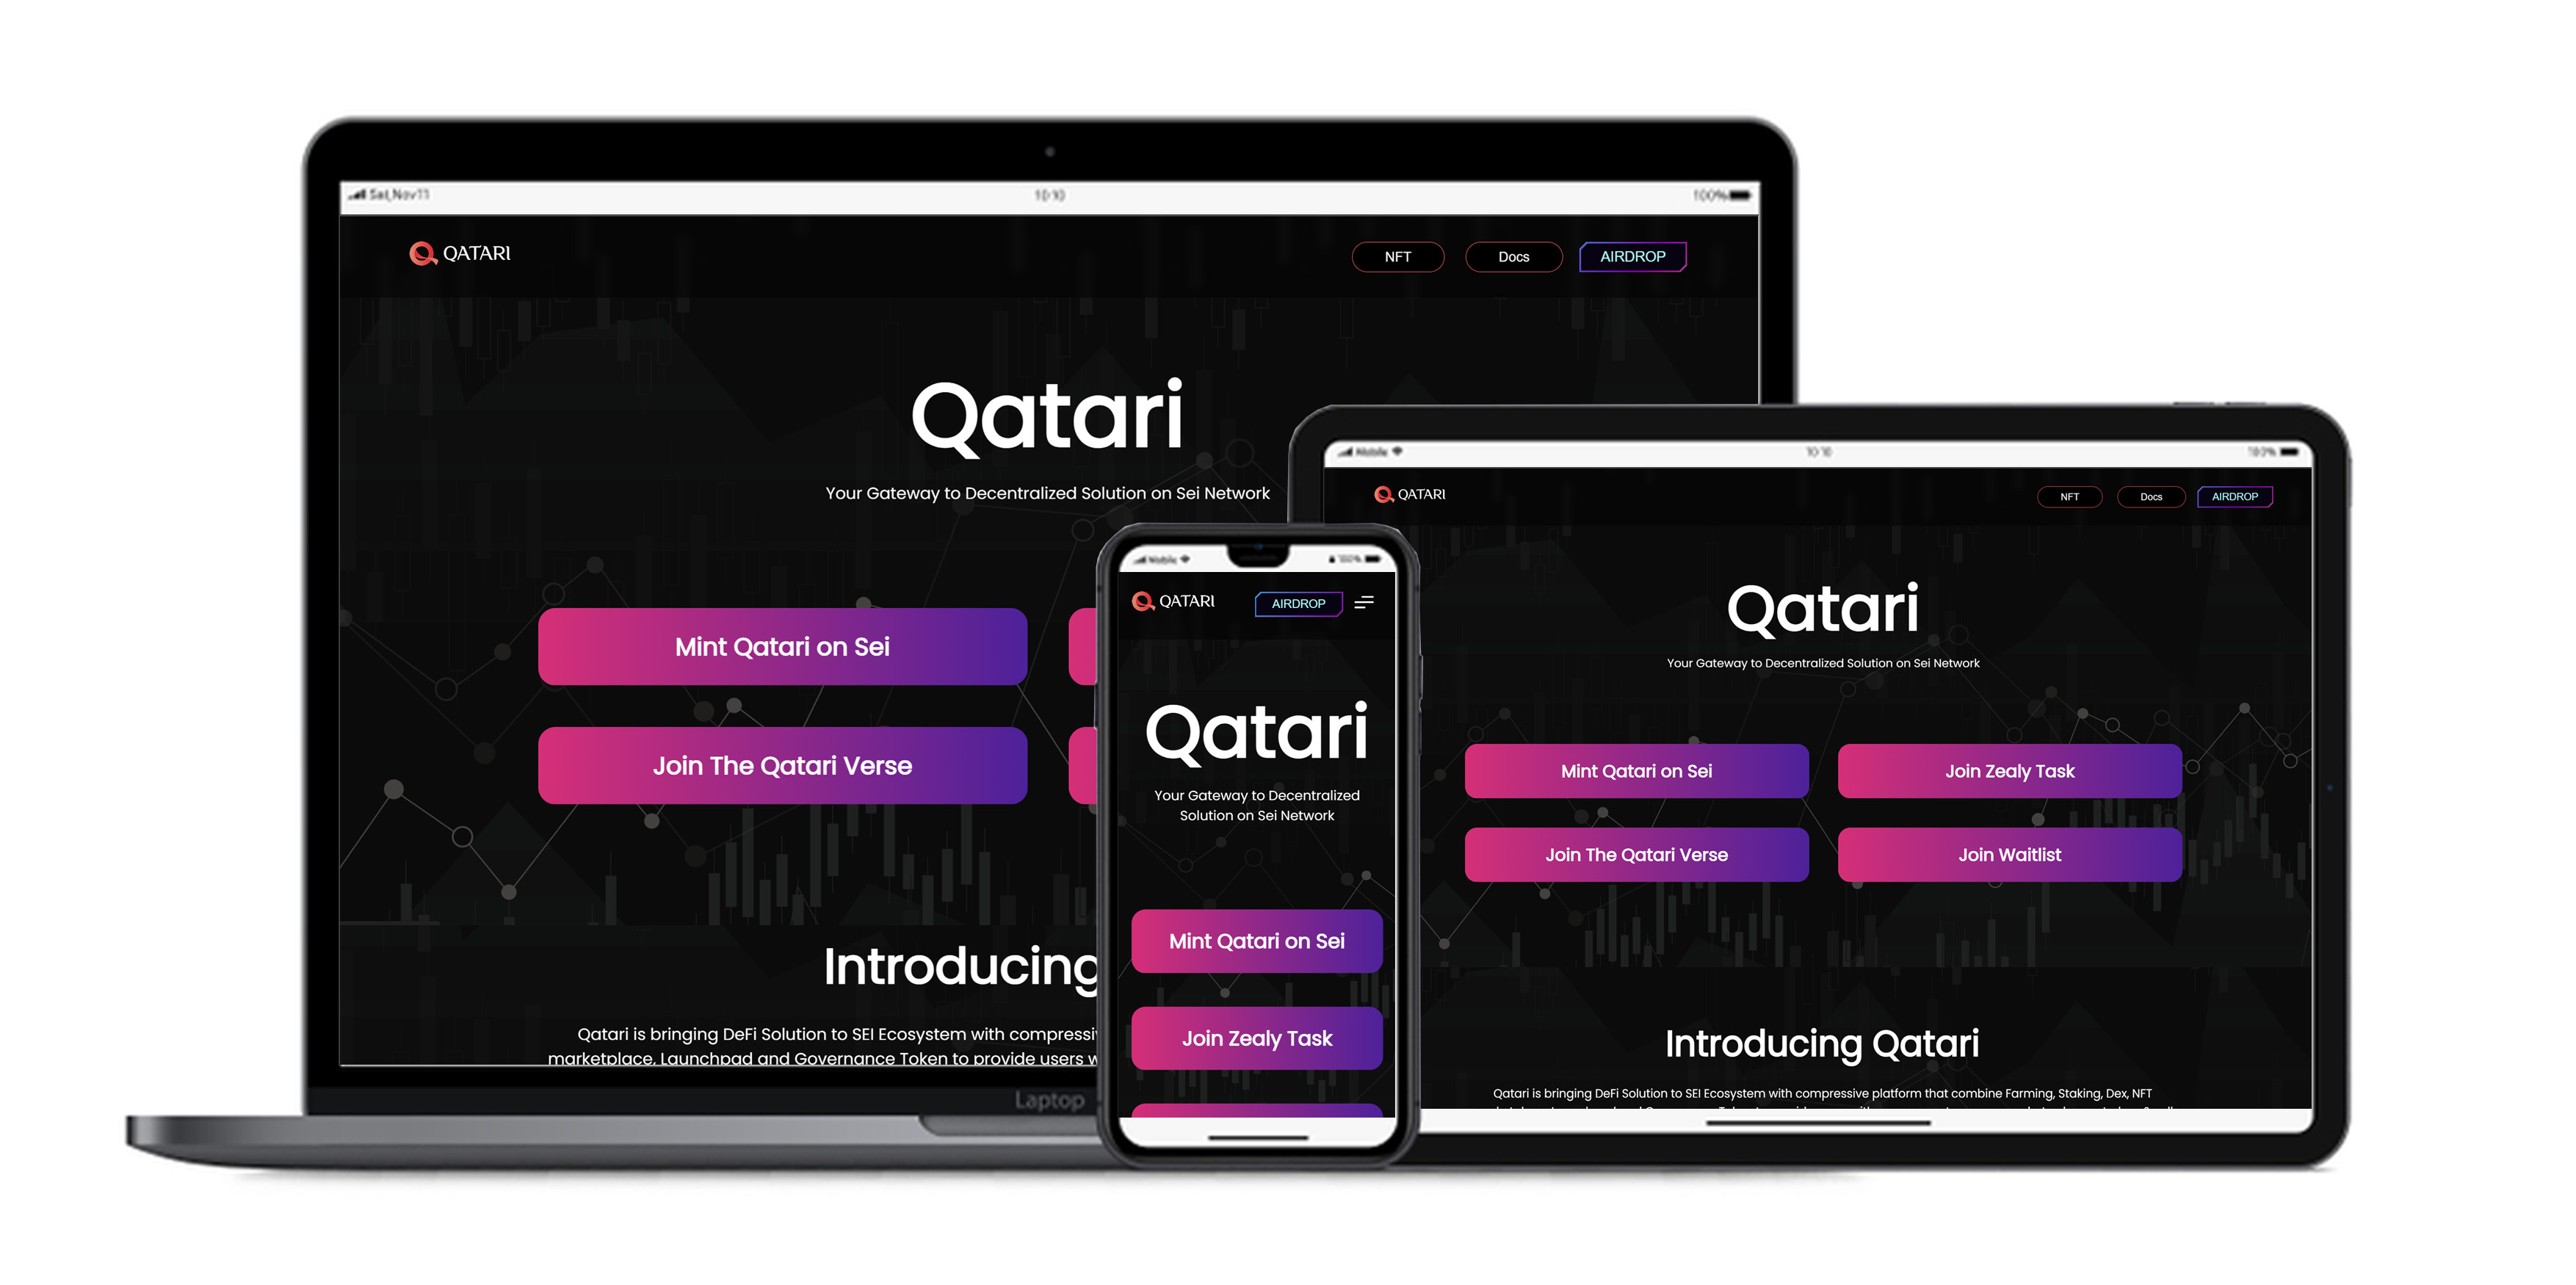 Sat,Nov11
10:10
100%
QATARI
NFT
Docs
AIRDROP
Qatari
Your Gateway to Decentralized Solution on Sei Network
Mint Qatari on Sei
Join The Qatari Verse
Introducing
Qatari is bringing DeFi Solution to SEI Ecosystem with
marketplace, Launchpad and Governance Token to provide users
Laptop
Mobile
100%
QATARI
AIRDROP
Qatari
Your Gateway to Decentralized
Solution on Sei Network
Mint Qatari on Sei
Join Zealy Task
Mobile
10:10
100%
QATARI
NFT
Docs
AIRDROP
Qatari
Your Gateway to Decentralized Solution on Sei Network
Mint Qatari on Sei
Join Zealy Task
Join The Qatari Verse
Join Waitlist
Introducing Qatari
Qatari is bringing DeFi Solution to SEI Ecosystem with compressive platform that combine Farming, Staking, Dex, NFT